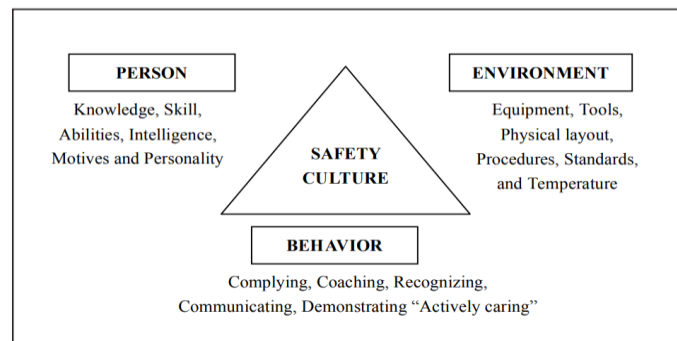 PERSON
Knowledge, Skill,
Abilities, Intelligence,
Motives and Personality
ENVIRONMENT
Equipment, Tools,
Physical layout,
Procedures, Standards,
and Temperature
SAFETY
CULTURE
BEHAVIOR
Complying, Coaching, Recognizing,
Communicating, Demonstrating “Actively caring”